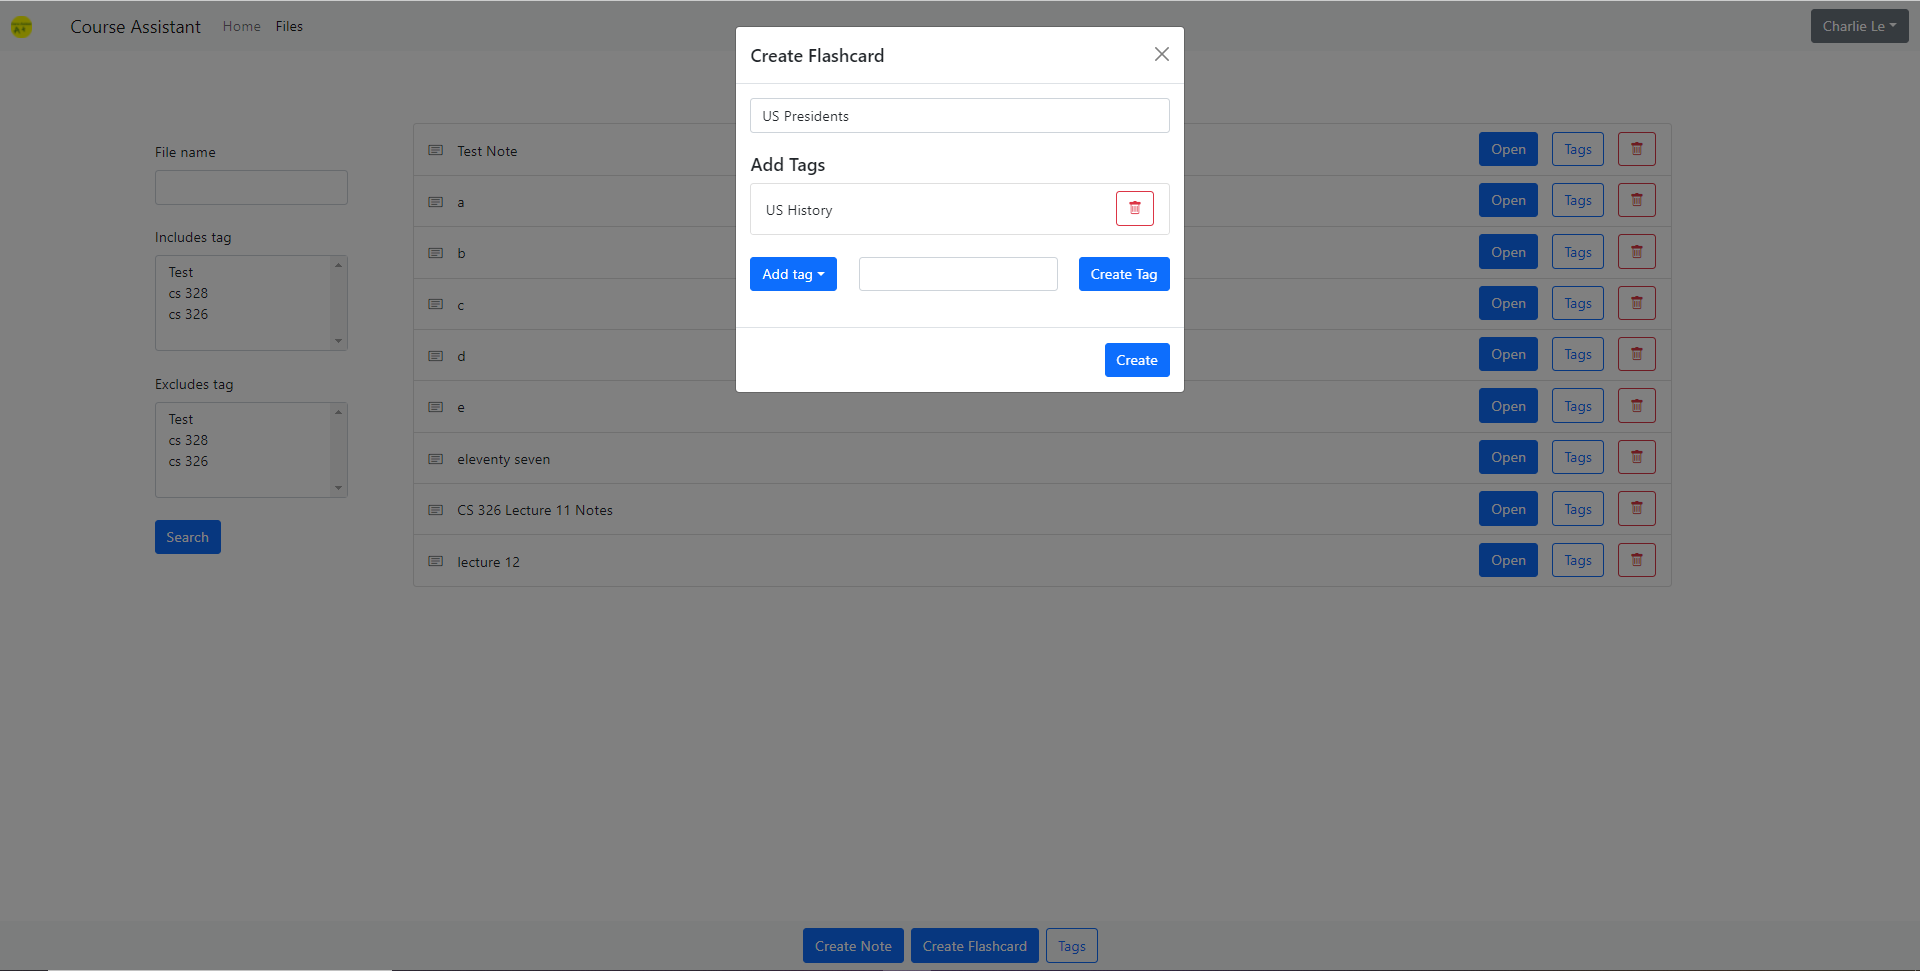 Course Assistant Home Files
Charlie Le
Create Flashcard
US Presidents
Add Tags
US History
Add tag
Create Tag
Create
File name
Includes tag
Test
cs 328
cs 326
Excludes tag
Test
cs 328
cs 326
Search
Test Note Open Tags
a Open Tags
b Open Tags
c Open Tags
d Open Tags
e Open Tags
eleventy seven Open Tags
CS 326 Lecture 11 Notes Open Tags
lecture 12 Open Tags
Create Note Create Flashcard Tags